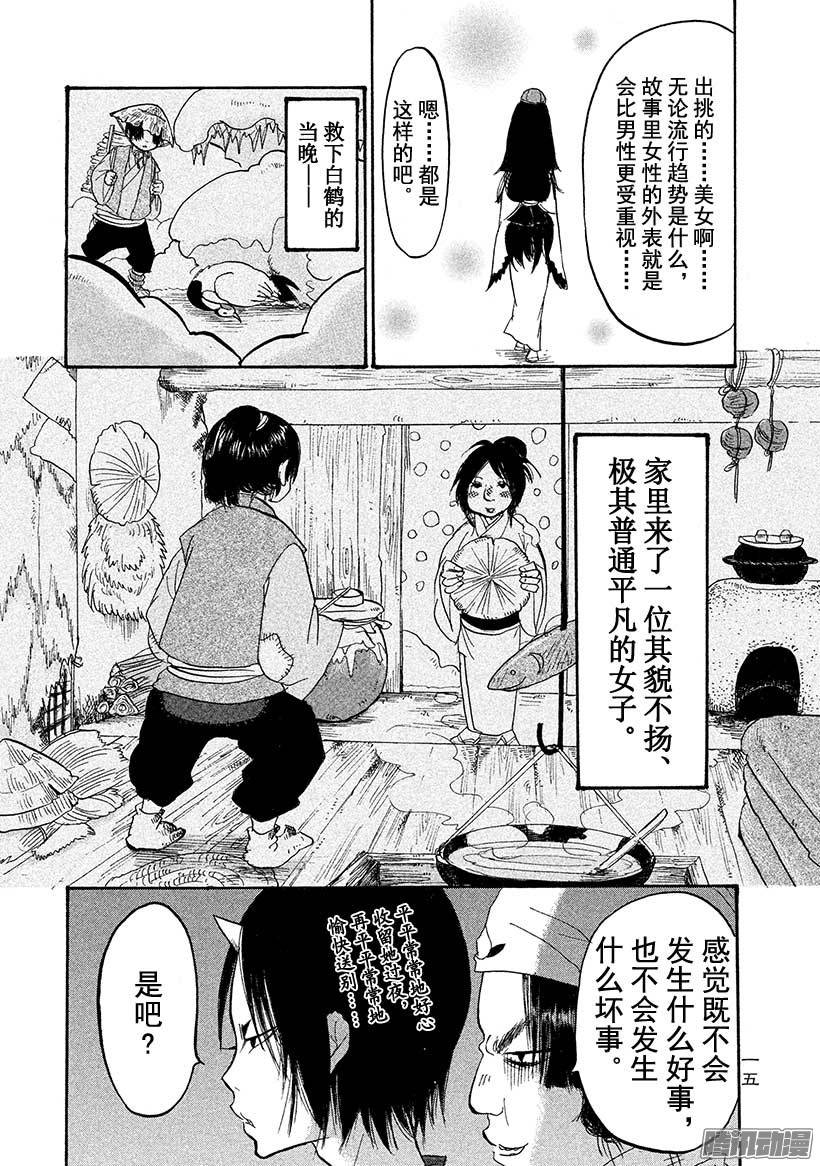 出挑的……美女啊……
无论流行趋势是什么，
故事里女性的外表就是
会比男性更受重视……
嗯……都是
这样的吧。
救下白鹤的
当晚——
家里来了一位其貌不扬、
极其普通平凡的女子。
感觉既不会
发生什么好事，
也不会发生
什么坏事。
平平常常地好心
收留她过夜，
再平平常常地
愉快送别……
是吧？
一五
腾讯动漫